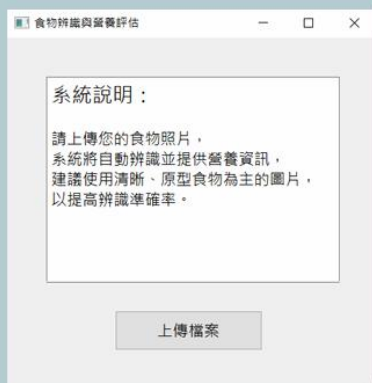 食物辨識與營養評估
系統說明：
請上傳您的食物照片，
系統將自動辨識並提供營養資訊，
建議使用清晰、原型食物為主的圖片，
以提高辨識準確率。
上傳檔案